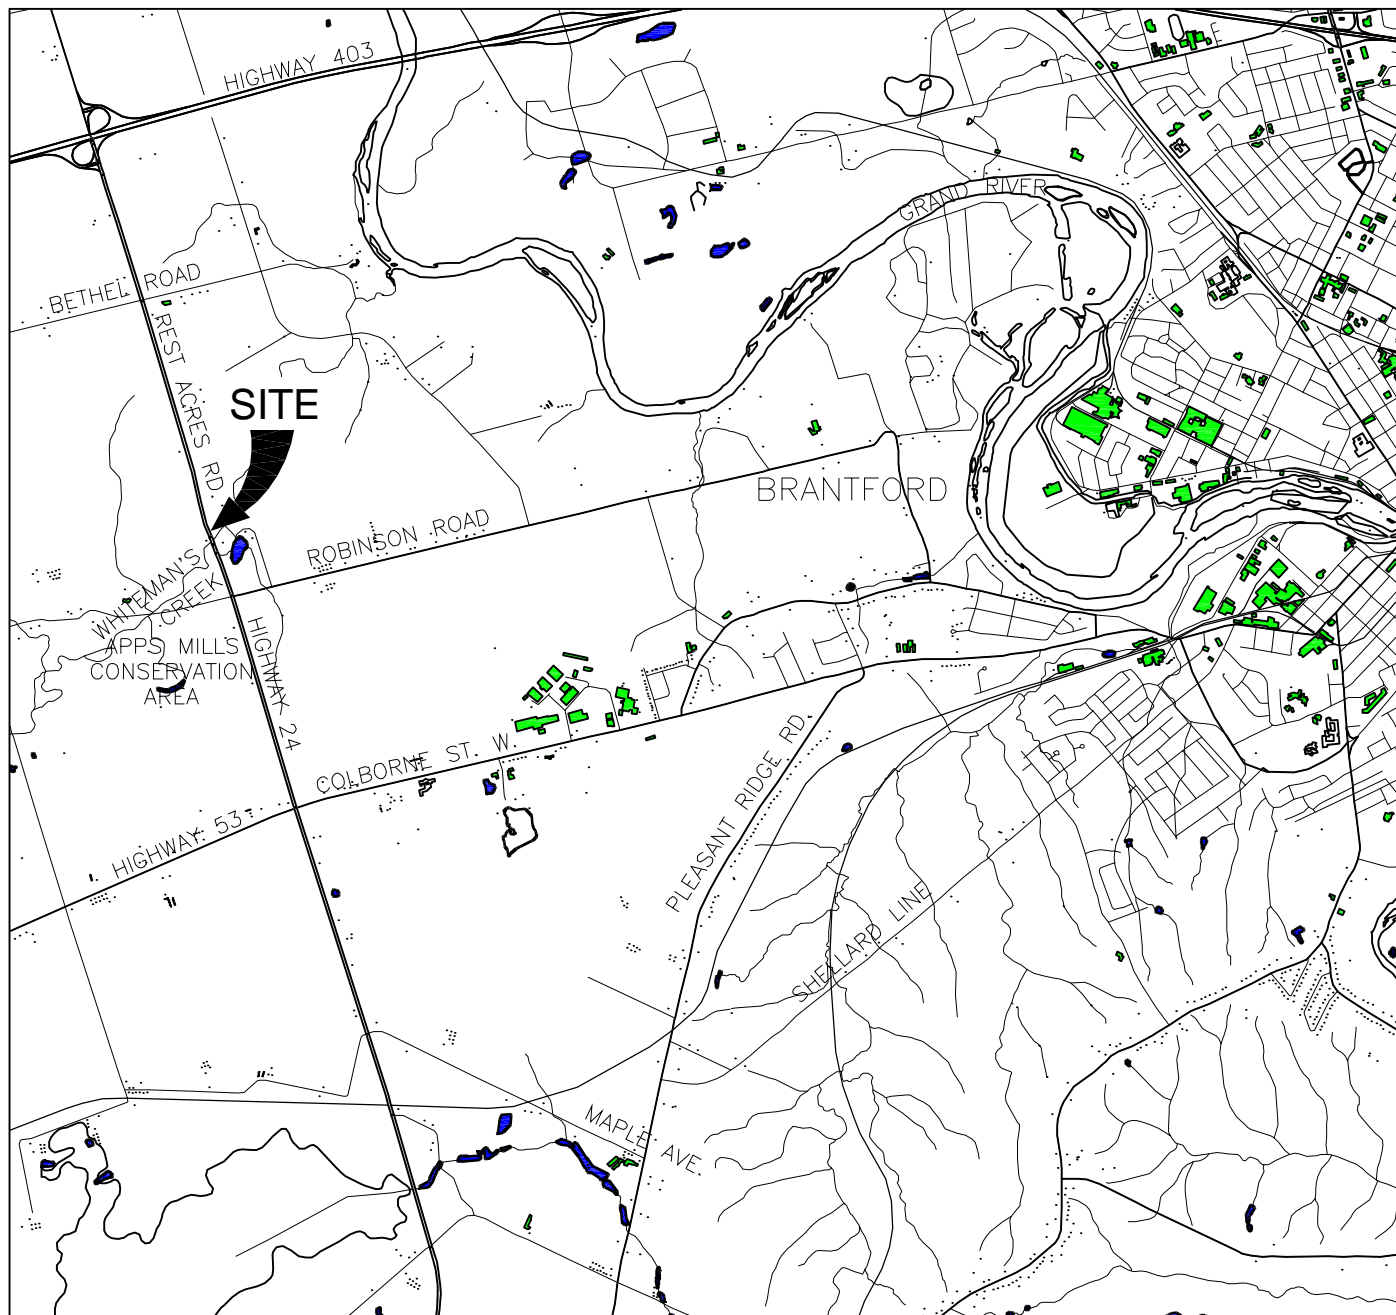 HIGHWAY 403
GRAND RIVER
BETHEL ROAD
REST ACRES RD
SITE
BRANTFORD
ROBINSON ROAD
WHITEMAN'S
CREEK
APPS MILLS
CONSERVATION
AREA
HIGHWAY 24
COLBORNE ST. W.
PLEASANT RIDGE RD.
HIGHWAY 53
SHELLARD LINE
MAPLE AVE.